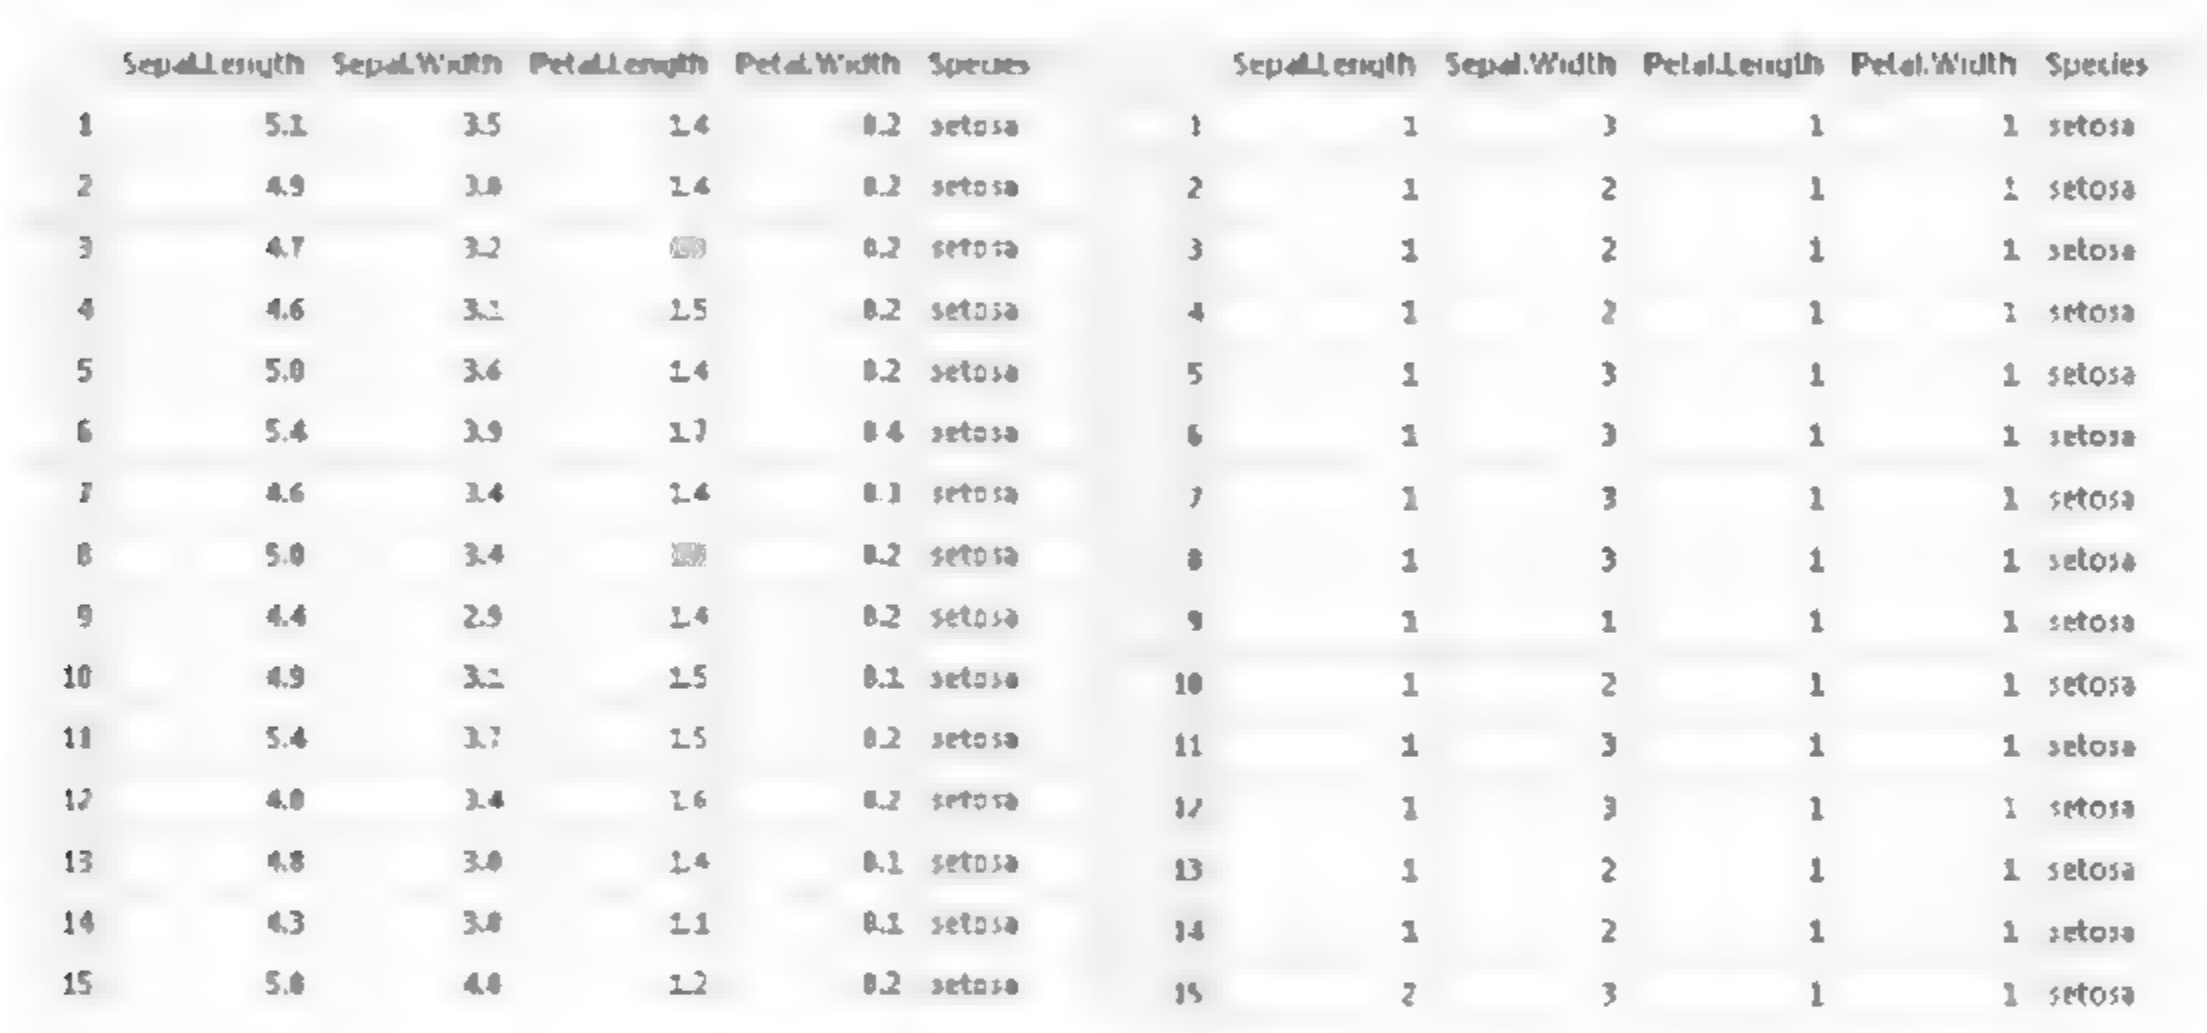 Sepal.Length Sepal.Width Petal.Length Petal.Width Species
1 5.1 3.5 1.4 0.2 setosa
2 4.9 3.0 1.4 0.2 setosa
3 4.7 3.2 0.2 setosa
4 4.6 3.1 1.5 0.2 setosa
5 5.0 3.6 1.4 0.2 setosa
6 5.4 3.9 1.7 0.4 setosa
7 4.6 3.4 1.4 0.3 setosa
8 5.0 3.4 0.2 setosa
9 4.4 2.9 1.4 0.2 setosa
10 4.9 3.1 1.5 0.1 setosa
11 5.4 3.7 1.5 0.2 setosa
12 4.8 3.4 1.6 0.2 setosa
13 4.8 3.0 1.4 0.1 setosa
14 4.3 3.0 1.1 0.1 setosa
15 5.8 4.0 1.2 0.2 setosa
Sepal.Length Sepal.Width Petal.Length Petal.Width Species
1 1 3 1 1 setosa
2 1 2 1 1 setosa
3 1 2 1 1 setosa
4 1 2 1 1 setosa
5 1 3 1 1 setosa
6 1 3 1 1 setosa
7 1 3 1 1 setosa
8 1 3 1 1 setosa
9 1 1 1 1 setosa
10 1 2 1 1 setosa
11 1 3 1 1 setosa
12 1 3 1 1 setosa
13 1 2 1 1 setosa
14 1 2 1 1 setosa
15 2 3 1 1 setosa